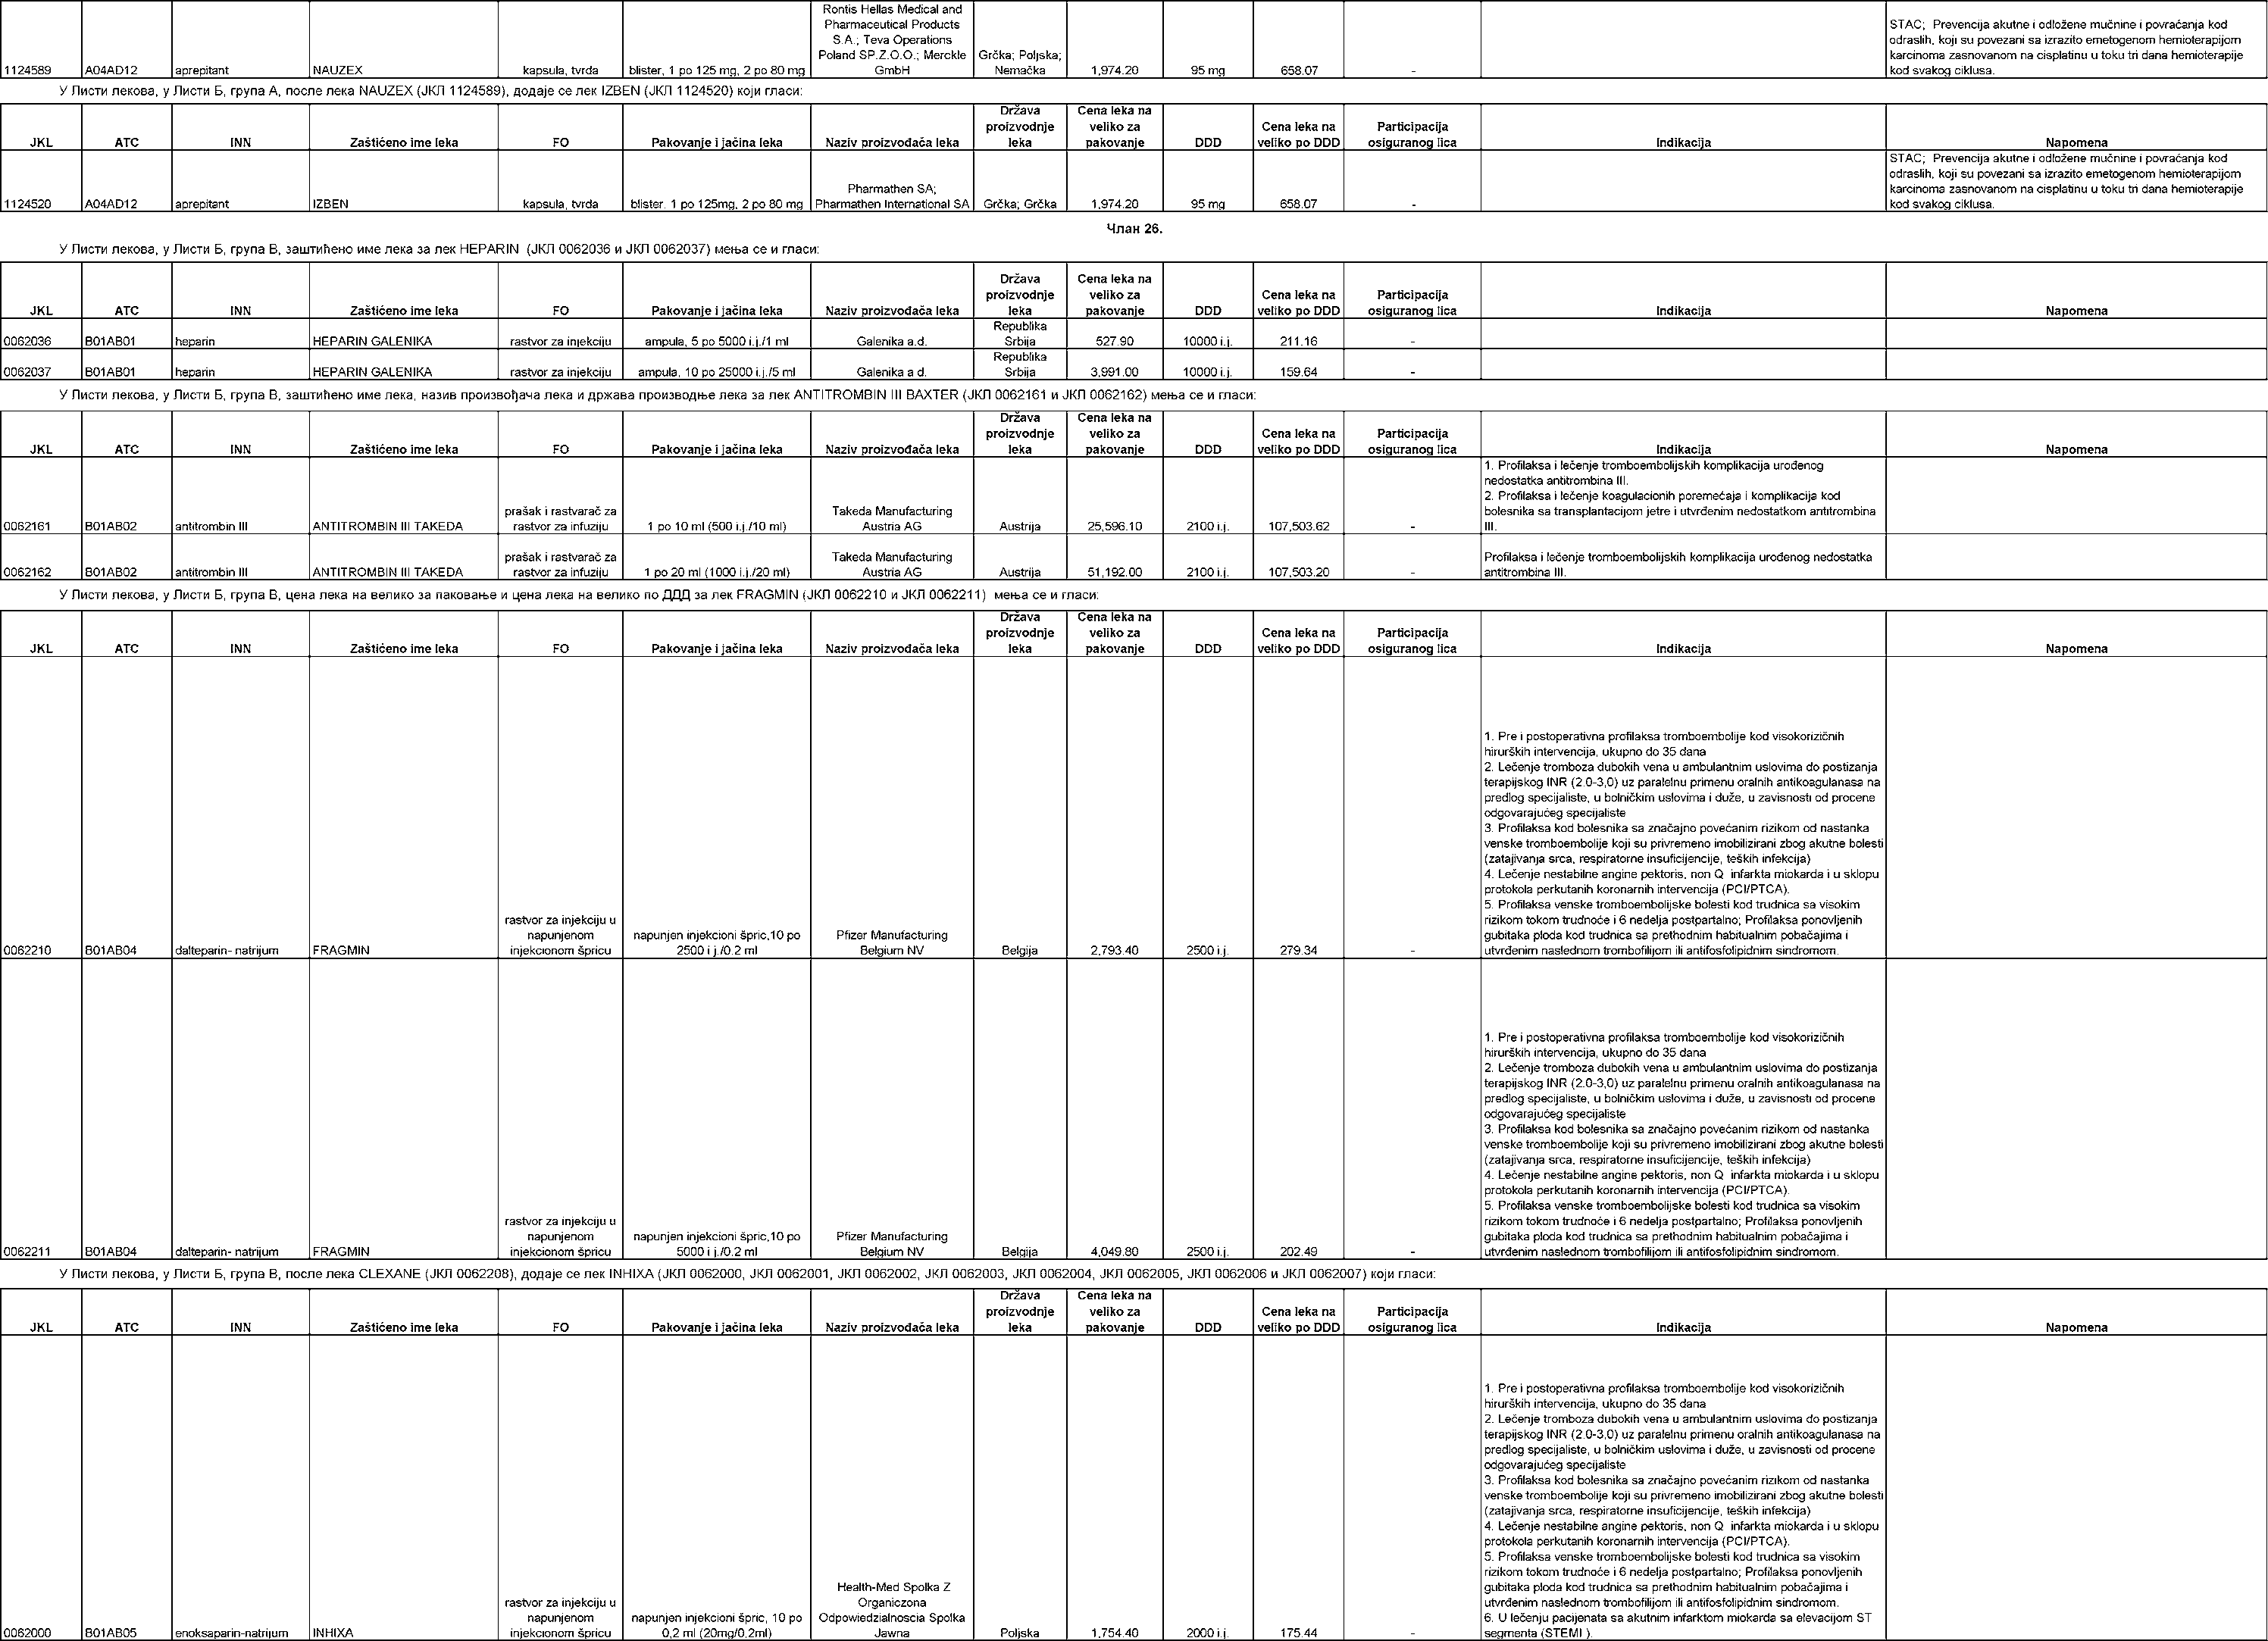 Rontis Hellas Medical and
Pharmaceutical Products
S.A.; Teva Operations
Poland SP.Z.O.O.; Merckle
GmbH
1124589 A04AD12 aprepitant NAUZEX kapsula, tvrda blister, 1 po 125 mg, 2 po 80 mg Grčka; Poljska; Nemačka 1,974.20 95 mg 658.07 -
STAC; Prevencija akutne i odložene mučnine i povraćanja kod
odraslih, koji su povezani sa izrazito emetogenom hemioterapijom
karcinoma zasnovanom na cisplatinu u toku tri dana hemioterapije
kod svakog ciklusa.
У Листи лекова, у Листи Б, група А, после лека NAUZEX (ЈКЛ 1124589), додаје се лек IZBEN (ЈКЛ 1124520) који гласи:
JKL ATC INN Zaštićeno ime leka FO Pakovanje i jačina leka Naziv proizvođača leka Država proizvodnje leka Cena leka na veliko za pakovanje DDD Cena leka na veliko po DDD Participacija osiguranog lica Indikacija Napomena
1124520 A04AD12 aprepitant IZBEN kapsula, tvrda blister, 1 po 125mg, 2 po 80 mg Pharmathen SA; Pharmathen International SA Grčka; Grčka 1,974.20 95 mg 658.07 -
STAC; Prevencija akutne i odložene mučnine i povraćanja kod
odraslih, koji su povezani sa izrazito emetogenom hemioterapijom
karcinoma zasnovanom na cisplatinu u toku tri dana hemioterapije
kod svakog ciklusa.
Члан 26.
У Листи лекова, у Листи Б, група B, заштићено име лека за лек HEPARIN (ЈКЛ 0062036 и ЈКЛ 0062037) мења се и гласи:
JKL ATC INN Zaštićeno ime leka FO Pakovanje i jačina leka Naziv proizvođača leka Država proizvodnje leka Cena leka na veliko za pakovanje DDD Cena leka na veliko po DDD Participacija osiguranog lica Indikacija Napomena
0062036 B01AB01 heparin HEPARIN GALENIKA rastvor za injekciju ampula, 5 po 5000 i.j./1 ml Galenika a.d. Republika Srbija 527.90 10000 i.j. 211.16 -
0062037 B01AB01 heparin HEPARIN GALENIKA rastvor za injekciju ampula, 10 po 25000 i.j./5 ml Galenika a.d. Republika Srbija 3,991.00 10000 i.j. 159.64 -
У Листи лекова, у Листи Б, група B, заштићено име лека, назив произвођача лека и држава производње лека за лек ANTITROMBIN III BAXTER (ЈКЛ 0062161 и ЈКЛ 0062162) мења се и гласи:
JKL ATC INN Zaštićeno ime leka FO Pakovanje i jačina leka Naziv proizvođača leka Država proizvodnje leka Cena leka na veliko za pakovanje DDD Cena leka na veliko po DDD Participacija osiguranog lica Indikacija Napomena
0062161 B01AB02 antitrombin III ANTITROMBIN III TAKEDA prašak i rastvarač za rastvor za infuziju 1 po 10 ml (500 i.j./10 ml) Takeda Manufacturing Austria AG Austrija 25,596.10 2100 i.j. 107,503.62 -
1. Profilaksa i lečenje tromboembolijskih komplikacija urođenog
nedostatka antitrombina III.
2. Profilaksa i lečenje koagulacionih poremećaja i komplikacija kod
bolesnika sa transplantacijom jetre i utvrđenim nedostatkom antitrombina
III.
0062162 B01AB02 antitrombin III ANTITROMBIN III TAKEDA prašak i rastvarač za rastvor za infuziju 1 po 20 ml (1000 i.j./20 ml) Takeda Manufacturing Austria AG Austrija 51,192.00 2100 i.j. 107,503.20 -
Profilaksa i lečenje tromboembolijskih komplikacija urođenog nedostatka
antitrombina III.
У Листи лекова, у Листи Б, група B, цена лека на велико за паковање и цена лека на велико по ДДД за лек FRAGMIN (ЈКЛ 0062210 и ЈКЛ 0062211) мења се и гласи:
JKL ATC INN Zaštićeno ime leka FO Pakovanje i jačina leka Naziv proizvođača leka Država proizvodnje leka Cena leka na veliko za pakovanje DDD Cena leka na veliko po DDD Participacija osiguranog lica Indikacija Napomena
0062210 B01AB04 dalteparin- natrijum FRAGMIN rastvor za injekciju u napunjenom injekcionom špricu napunjen injekcioni špric,10 po 2500 i.j./0.2 ml Pfizer Manufacturing Belgium NV Belgija 2,793.40 2500 i.j. 279.34 -
1. Pre i postoperativna profilaksa tromboembolije kod visokorizičnih
hirurških intervencija, ukupno do 35 dana
2. Lečenje tromboza dubokih vena u ambulantnim uslovima do postizanja
terapijskog INR (2.0-3,0) uz paralelnu primenu oralnih antikoagulanasa na
predlog specijaliste, u bolničkim uslovima i duže, u zavisnosti od procene
odgovarajućeg specijaliste
3. Profilaksa kod bolesnika sa značajno povećanim rizikom od nastanka
venske tromboembolije koji su privremeno imobilizirani zbog akutne bolesti
(zatajivanja srca, respiratorne insuficijencije, teških infekcija)
4. Lečenje nestabilne angine pektoris, non Q infarkta miokarda i u sklopu
protokola perkutanih koronarnih intervencija (PCI/PTCA).
5. Profilaksa venske tromboembolijske bolesti kod trudnica sa visokim
rizikom tokom trudnoće i 6 nedelja postpartalno; Profilaksa ponovljenih
gubitaka ploda kod trudnica sa prethodnim habitualnim pobačajima i
utvrđenim naslednom trombofilijom ili antifosfolipidnim sindromom.
0062211 B01AB04 dalteparin- natrijum FRAGMIN rastvor za injekciju u napunjenom injekcionom špricu napunjen injekcioni špric,10 po 5000 i.j./0.2 ml Pfizer Manufacturing Belgium NV Belgija 4,049.80 2500 i.j. 202.49 -
1. Pre i postoperativna profilaksa tromboembolije kod visokorizičnih
hirurških intervencija, ukupno do 35 dana
2. Lečenje tromboza dubokih vena u ambulantnim uslovima do postizanja
terapijskog INR (2.0-3,0) uz paralelnu primenu oralnih antikoagulanasa na
predlog specijaliste, u bolničkim uslovima i duže, u zavisnosti od procene
odgovarajućeg specijaliste
3. Profilaksa kod bolesnika sa značajno povećanim rizikom od nastanka
venske tromboembolije koji su privremeno imobilizirani zbog akutne bolesti
(zatajivanja srca, respiratorne insuficijencije, teških infekcija)
4. Lečenje nestabilne angine pektoris, non Q infarkta miokarda i u sklopu
protokola perkutanih koronarnih intervencija (PCI/PTCA).
5. Profilaksa venske tromboembolijske bolesti kod trudnica sa visokim
rizikom tokom trudnoće i 6 nedelja postpartalno; Profilaksa ponovljenih
gubitaka ploda kod trudnica sa prethodnim habitualnim pobačajima i
utvrđenim naslednom trombofilijom ili antifosfolipidnim sindromom.
У Листи лекова, у Листи Б, група B, после лека CLEXANE (ЈКЛ 0062208), додаје се лек INHIXA (ЈКЛ 0062000, ЈКЛ 0062001, ЈКЛ 0062002, ЈКЛ 0062003, ЈКЛ 0062004, ЈКЛ 0062005, ЈКЛ 0062006 и ЈКЛ 0062007) који гласи:
JKL ATC INN Zaštićeno ime leka FO Pakovanje i jačina leka Naziv proizvođača leka Država proizvodnje leka Cena leka na veliko za pakovanje DDD Cena leka na veliko po DDD Participacija osiguranog lica Indikacija Napomena
0062000 B01AB05 enoksaparin-natrijum INHIXA rastvor za injekciju u napunjenom injekcionom špricu napunjen injekcioni špric, 10 po 0,2 ml (20mg/0,2ml) Health-Med Spolka Z Organiczona Odpowiedzialnoscia Spolka Jawna Poljska 1,754.40 2000 i.j. 175.44 -
1. Pre i postoperativna profilaksa tromboembolije kod visokorizičnih
hirurških intervencija, ukupno do 35 dana
2. Lečenje tromboza dubokih vena u ambulantnim uslovima do postizanja
terapijskog INR (2.0-3,0) uz paralelnu primenu oralnih antikoagulanasa na
predlog specijaliste, u bolničkim uslovima i duže, u zavisnosti od procene
odgovarajućeg specijaliste
3. Profilaksa kod bolesnika sa značajno povećanim rizikom od nastanka
venske tromboembolije koji su privremeno imobilizirani zbog akutne bolesti
(zatajivanja srca, respiratorne insuficijencije, teških infekcija)
4. Lečenje nestabilne angine pektoris, non Q infarkta miokarda i u sklopu
protokola perkutanih koronarnih intervencija (PCI/PTCA).
5. Profilaksa venske tromboembolijske bolesti kod trudnica sa visokim
rizikom tokom trudnoće i 6 nedelja postpartalno; Profilaksa ponovljenih
gubitaka ploda kod trudnica sa prethodnim habitualnim pobačajima i
utvrđenim naslednom trombofilijom ili antifosfolipidnim sindromom.
6. U lečenju pacijenata sa akutnim infarktom miokarda sa elevacijom ST
segmenta (STEMI ).